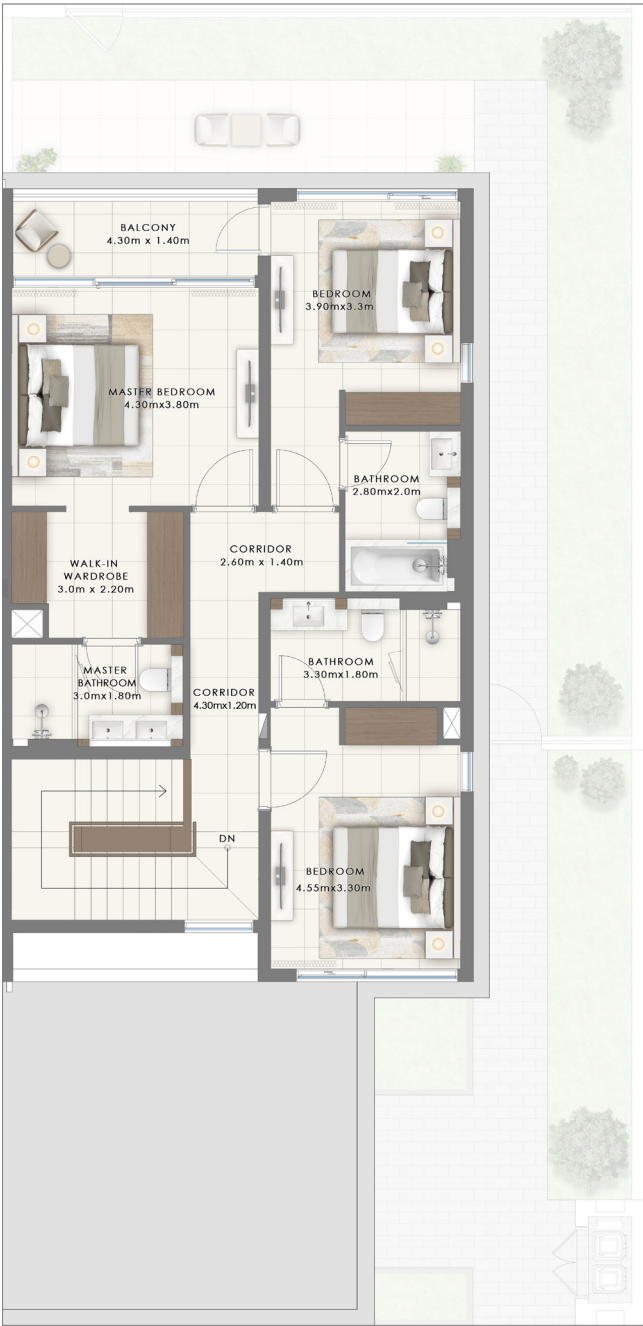 BALCONY
4.30m x 1.40m
BEDROOM
3.90mx3.3m
MASTER BEDROOM
4.30mx3.80m
BATHROOM
2.80mx2.0m
CORRIDOR
2.60m x 1.40m
WALK-IN
WARDROBE
3.0m x 2.20m
BATHROOM
3.30mx1.80m
MASTER
BATHROOM
3.0mx1.80m
CORRIDOR
4.30mx1.20m
DN
BEDROOM
4.55mx3.30m